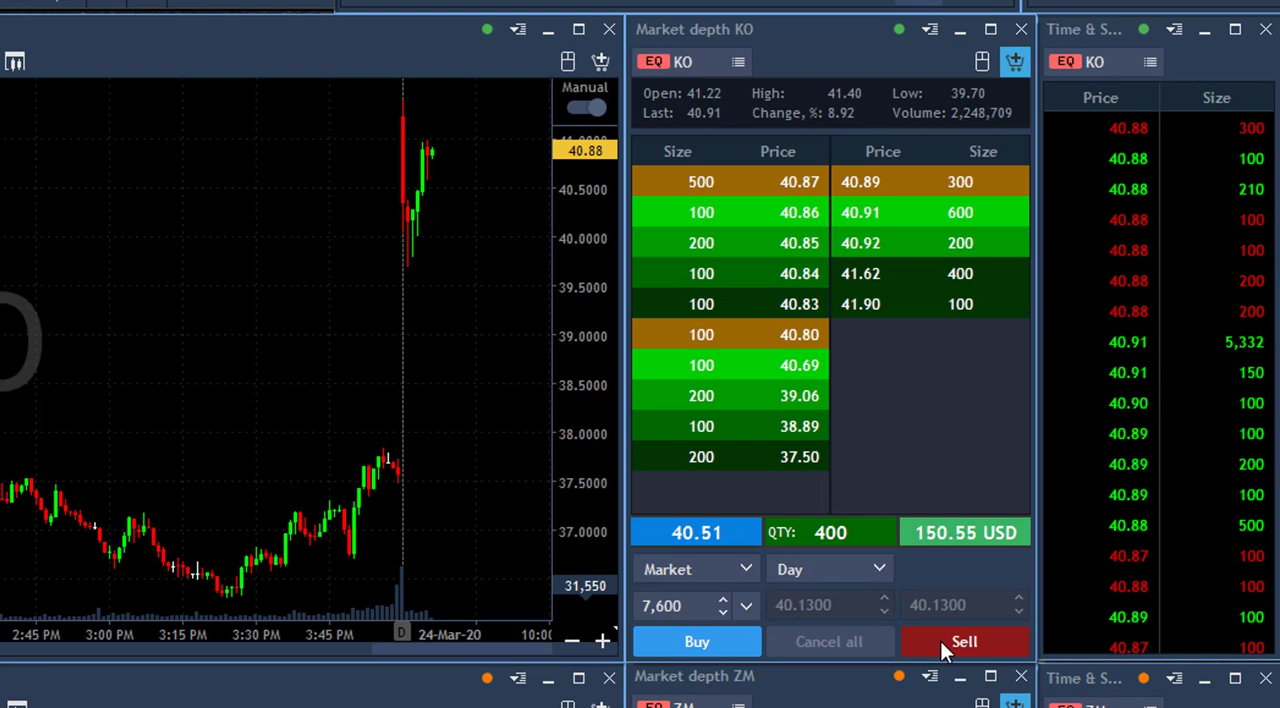 Market depth KO
Time & S...
EQ KO
EQ KO
Manual
Open: 41.22 High: 41.40 Low: 39.70
Last: 40.91 Change, %: 8.92 Volume: 2,248,709
Price Size
Size Price Price Size
40.88 300
40.88 100
40.88 210
40.88 100
40.88 100
40.88 200
40.88 200
40.91 5,332
40.91 150
40.90 100
40.89 100
40.89 200
40.89 100
40.88 500
40.87 100
40.88 100
40.89 100
40.87 100
500 40.87 40.89 300
100 40.86 40.91 600
200 40.85 40.92 200
100 40.84 41.62 400
100 40.83 41.90 100
100 40.80
100 40.69
200 39.06
100 38.89
200 37.50
40.88
40.5000
40.0000
39.5000
39.0000
38.5000
38.0000
37.5000
37.0000
31,550
40.51 QTY: 400 150.55 USD
Market Day
7,600 40.1300 40.1300
Buy Cancel all Sell
2:45 PM 3:00 PM 3:15 PM 3:30 PM 3:45 PM D 24-Mar-20 10:00
Market depth ZM
Time & S...